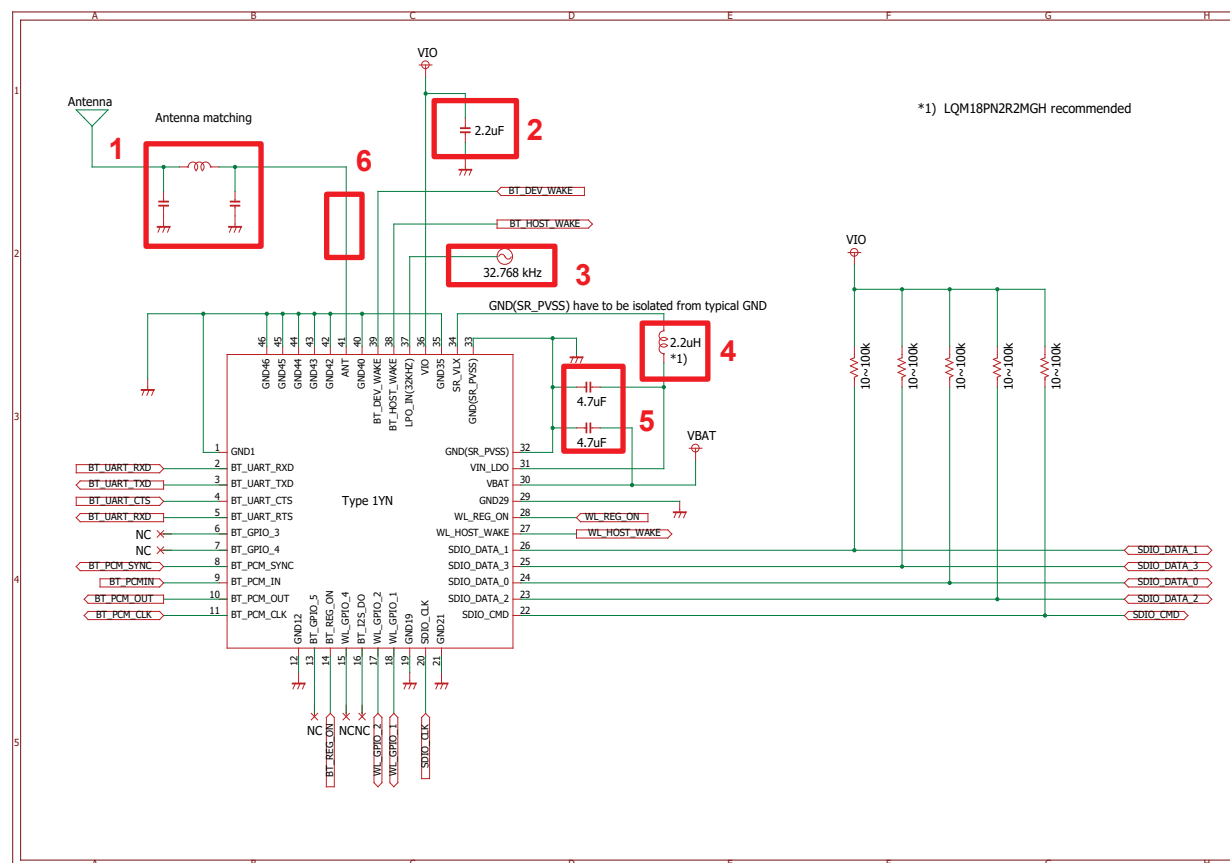 A B C D E F G H
1
VIO
Antenna
Antenna matching
*1) LQM18PN2R2MGH recommended
1
2.2uF
2
6
BT_DEV_WAKE
BT_HOST_WAKE
2
VIO
32.768 kHz
3
GND(SR_PVSS) have to be isolated from typical GND
46 45 44 43 42 41 40 39 38 37 36 35 34 33
GND46
GND45
GND44
GND43
GND42
ANT
GND40
BT_DEV_WAKE
BT_HOST_WAKE
LPO_IN(32KHZ)
VIO
GND35
SR_VLX
GND(SR_PVSS)
2.2uH
*1)
4
10~100k
10~100k
10~100k
10~100k
10~100k
3
4.7uF
4.7uF
5
VBAT
1 GND1
BT_UART_RXD 2 BT_UART_RXD
BT_UART_TXD 3 BT_UART_TXD
BT_UART_CTS 4 BT_UART_CTS
BT_UART_RXD 5 BT_UART_RTS
NC 6 BT_GPIO_3
NC 7 BT_GPIO_4
BT_PCM_SYNC 8 BT_PCM_SYNC
BT_PCMIN 9 BT_PCM_IN
BT_PCM_OUT 10 BT_PCM_OUT
BT_PCM_CLK 11 BT_PCM_CLK
Type 1YN
GND(SR_PVSS) 32
VIN_LDO 31
VBAT 30
GND29 29
WL_REG_ON 28 WL_REG_ON
WL_HOST_WAKE 27 WL_HOST_WAKE
SDIO_DATA_1 26 SDIO_DATA_1
SDIO_DATA_3 25 SDIO_DATA_3
SDIO_DATA_0 24 SDIO_DATA_0
SDIO_DATA_2 23 SDIO_DATA_2
SDIO_CMD 22 SDIO_CMD
4
GND12
BT_GPIO_5
BT_REG_ON
WL_GPIO_4
BT_I2S_DO
WL_GPIO_2
WL_GPIO_1
GND19
SDIO_CLK
GND21
12 13 14 15 16 17 18 19 20 21
NC
BT_REG_ON
NC
NC
WL_GPIO_2
WL_GPIO_1
SDIO_CLK
5
A B C D E F G H